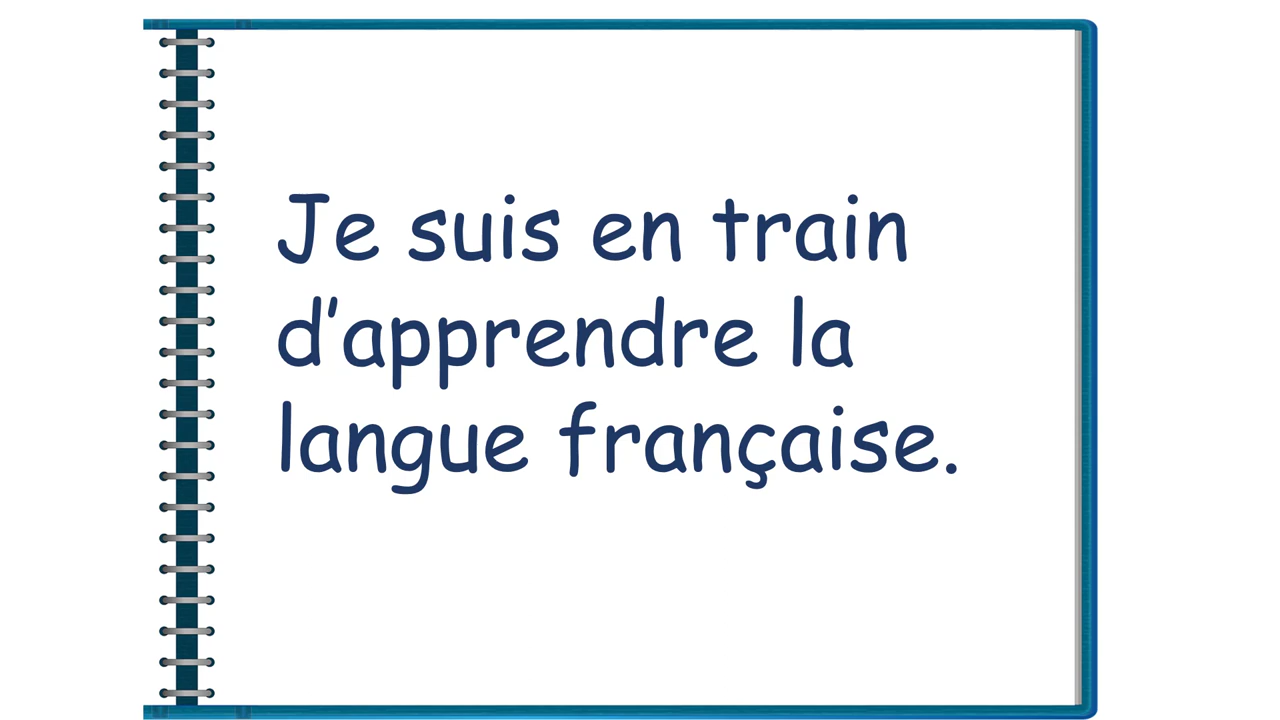 Je suis en train
d’apprendre la
langue française.